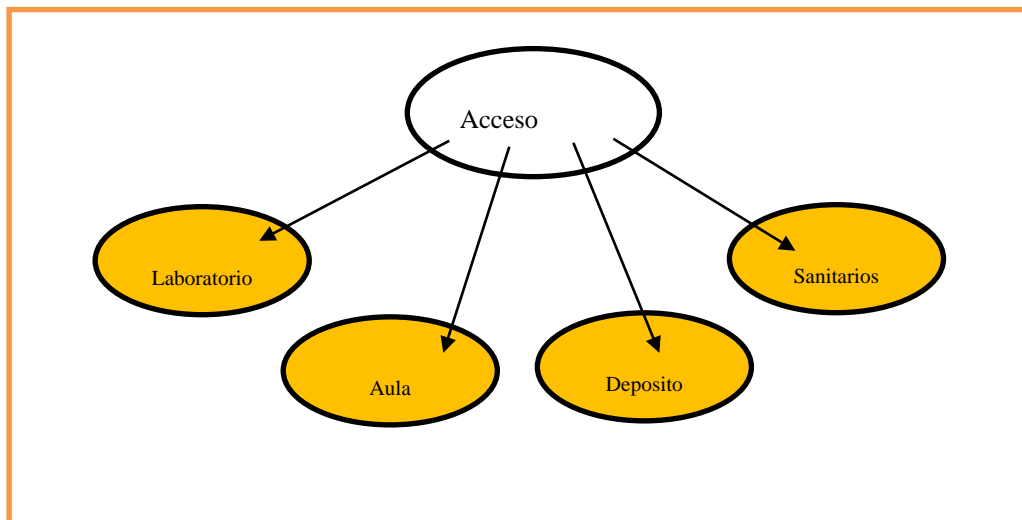 Acceso
Laboratorio
Sanitarios
Aula
Deposito